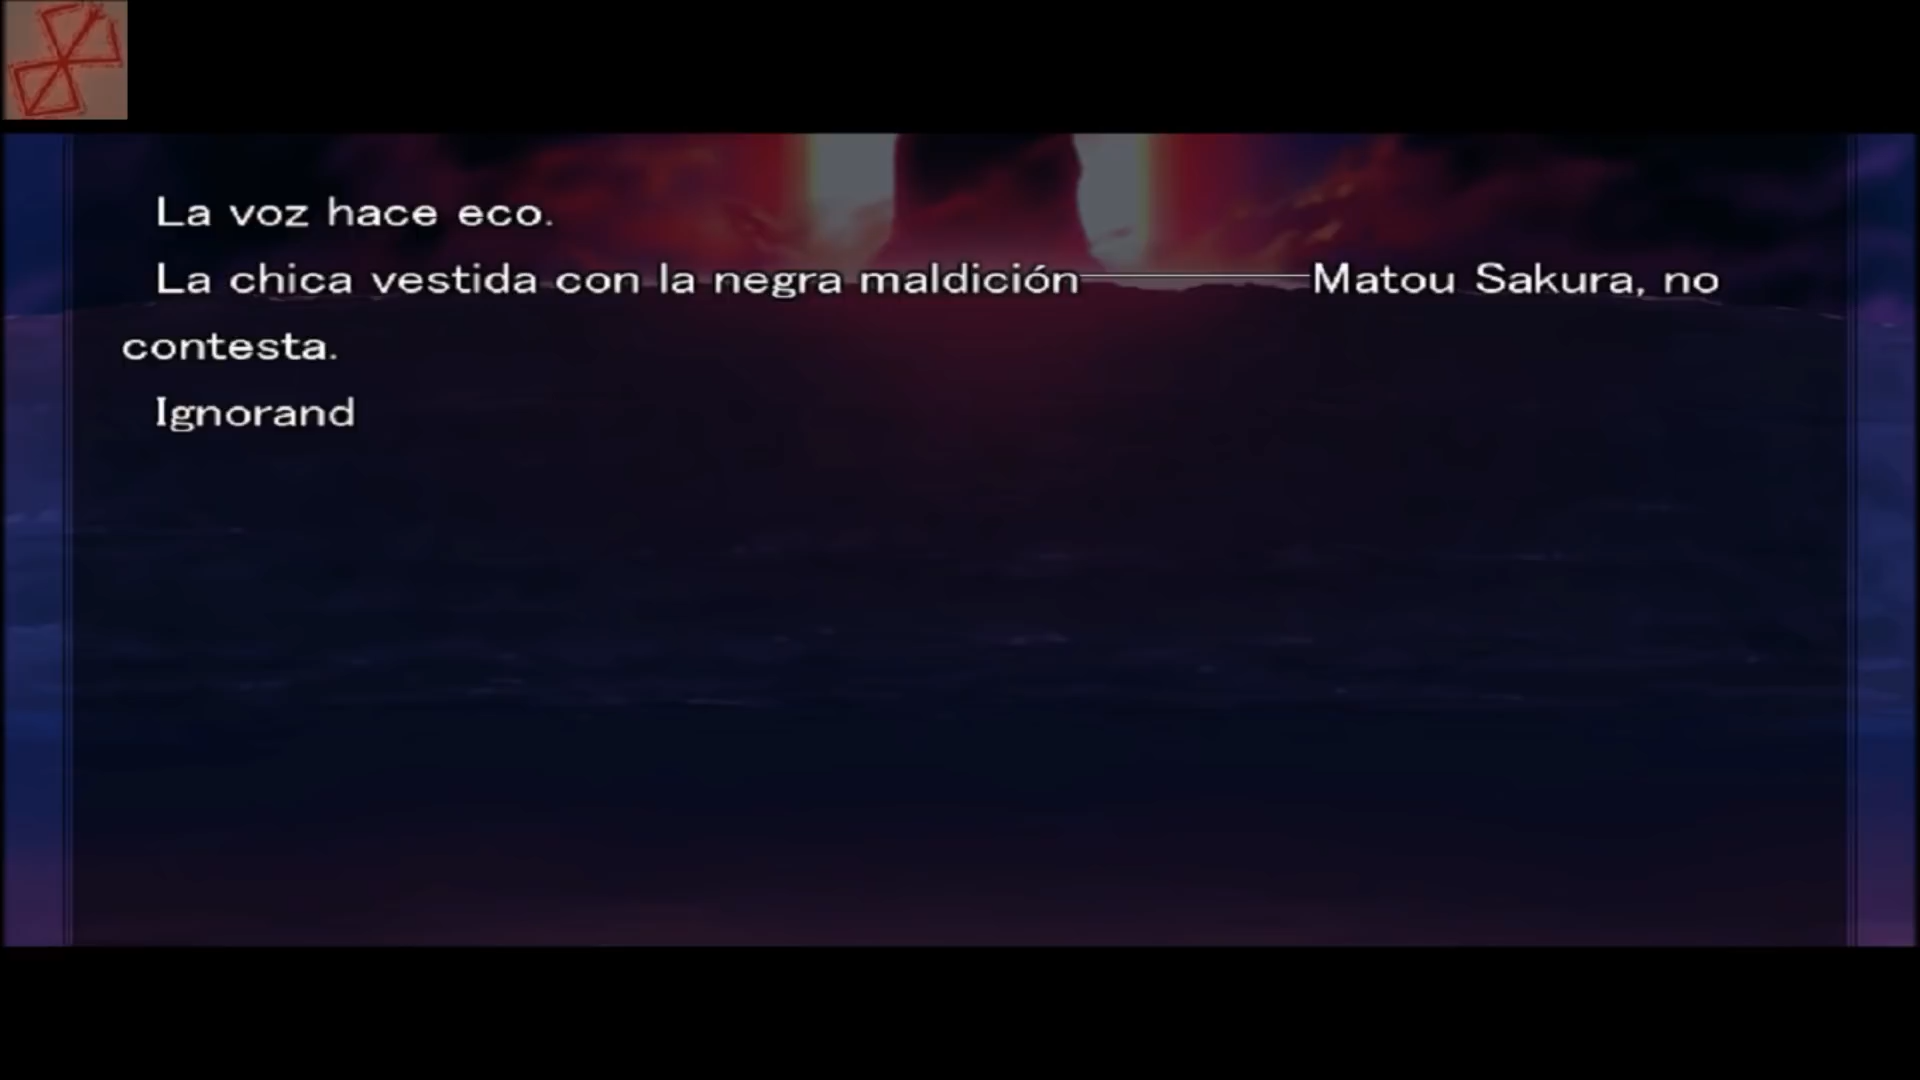 La voz hace eco.
La chica vestida con la negra maldición————Matou Sakura, no
contesta.
Ignorand